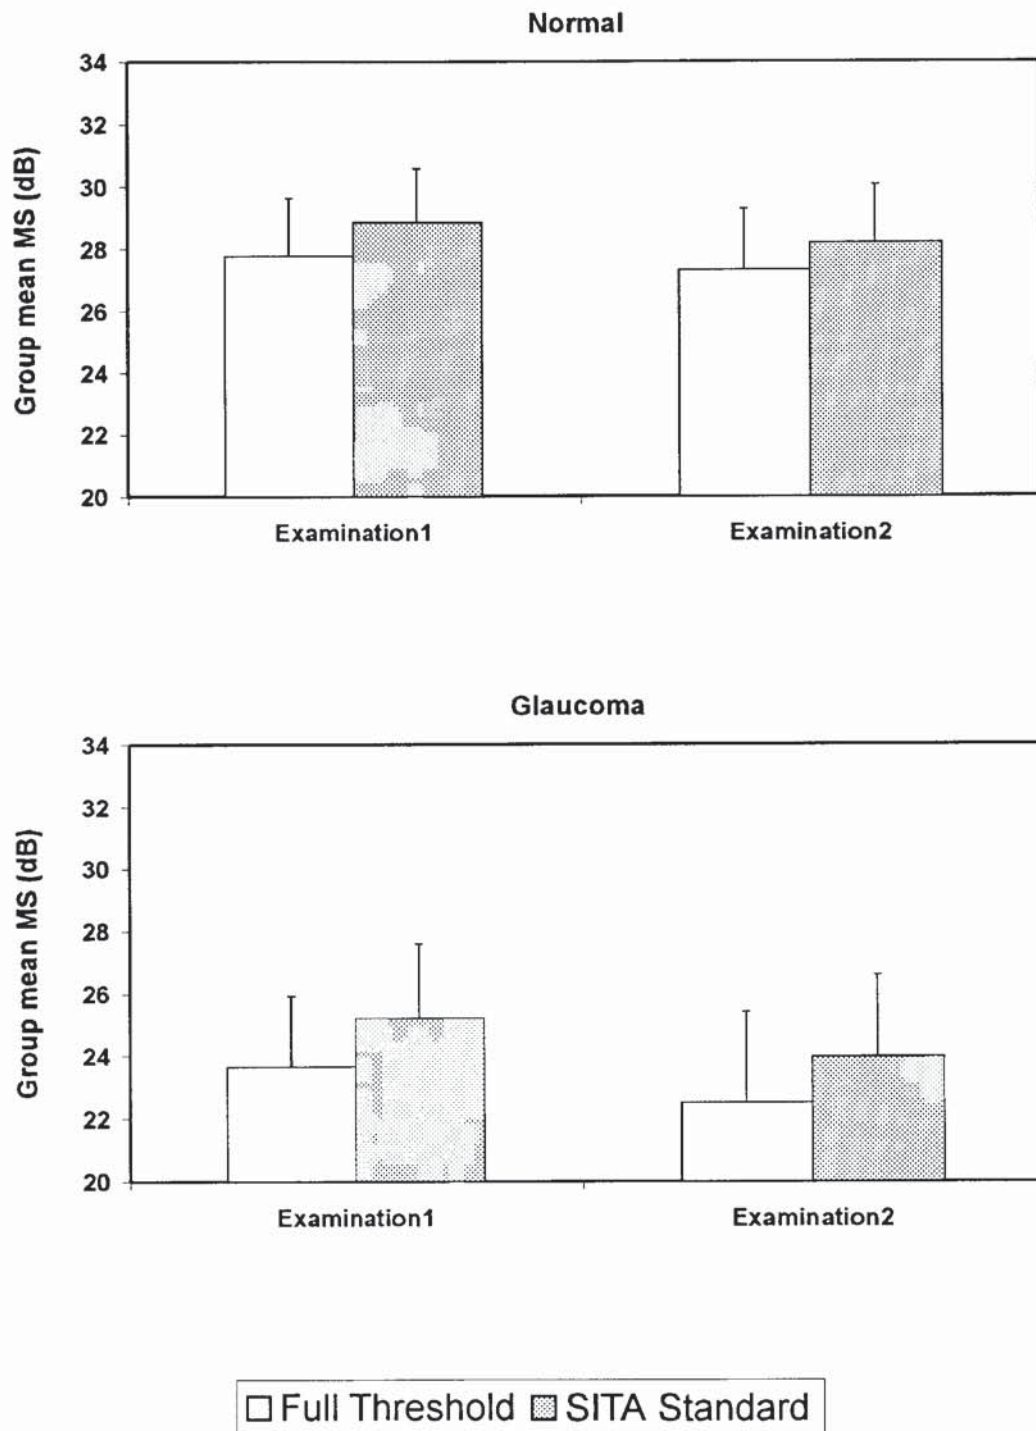 Normal
Group mean MS (dB)
34
32
30
28
26
24
22
20
Examination1 Examination2
Glaucoma
Group mean MS (dB)
34
32
30
28
26
24
22
20
Examination1 Examination2
Full Threshold SITA Standard